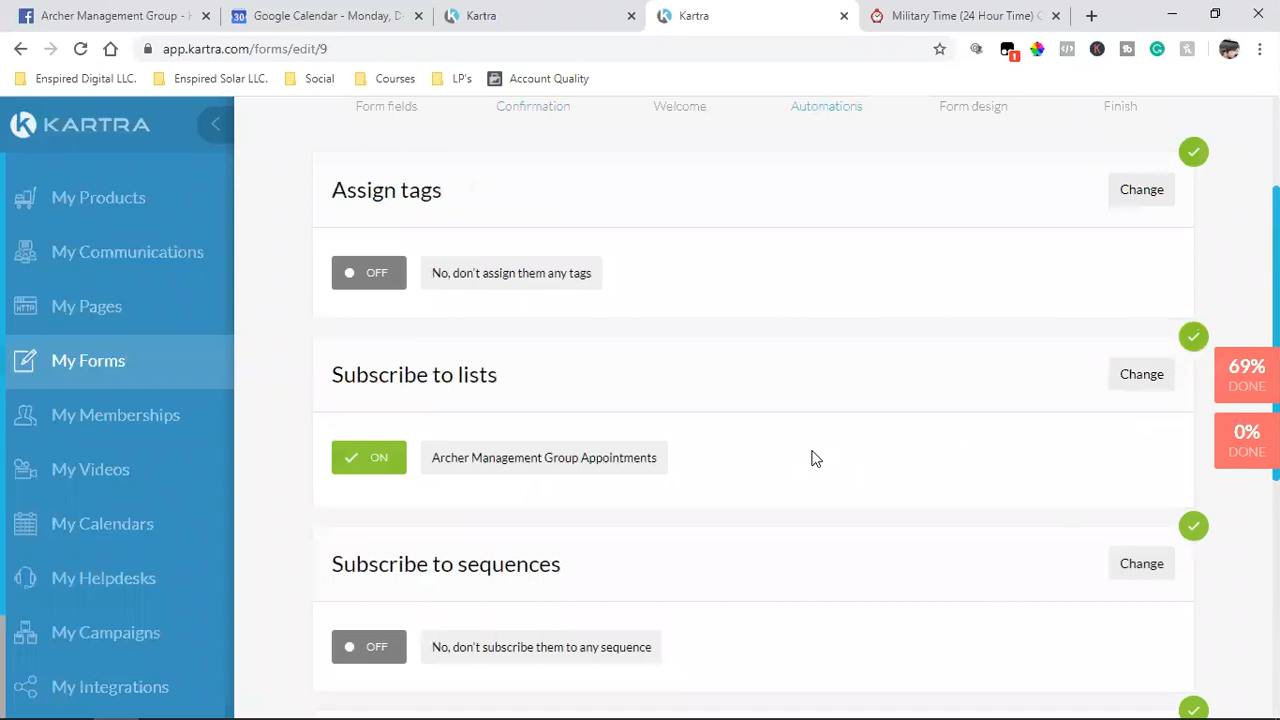 Archer Management Group - H
Google Calendar - Monday, D
Kartra
Kartra
Military Time (24 Hour Time) C
app.kartra.com/forms/edit/9
1
Enspired Digital LLC.
Enspired Solar LLC.
Social
Courses
LP's
Account Quality
KARTRA
Form fields
Confirmation
Welcome
Automations
Form design
Finish
My Products
My Communications
My Pages
My Forms
My Memberships
My Videos
My Calendars
My Helpdesks
My Campaigns
My Integrations
Assign tags
Change
OFF
No, don't assign them any tags
Subscribe to lists
Change
ON
Archer Management Group Appointments
Subscribe to sequences
Change
OFF
No, don't subscribe them to any sequence
69%
DONE
0%
DONE